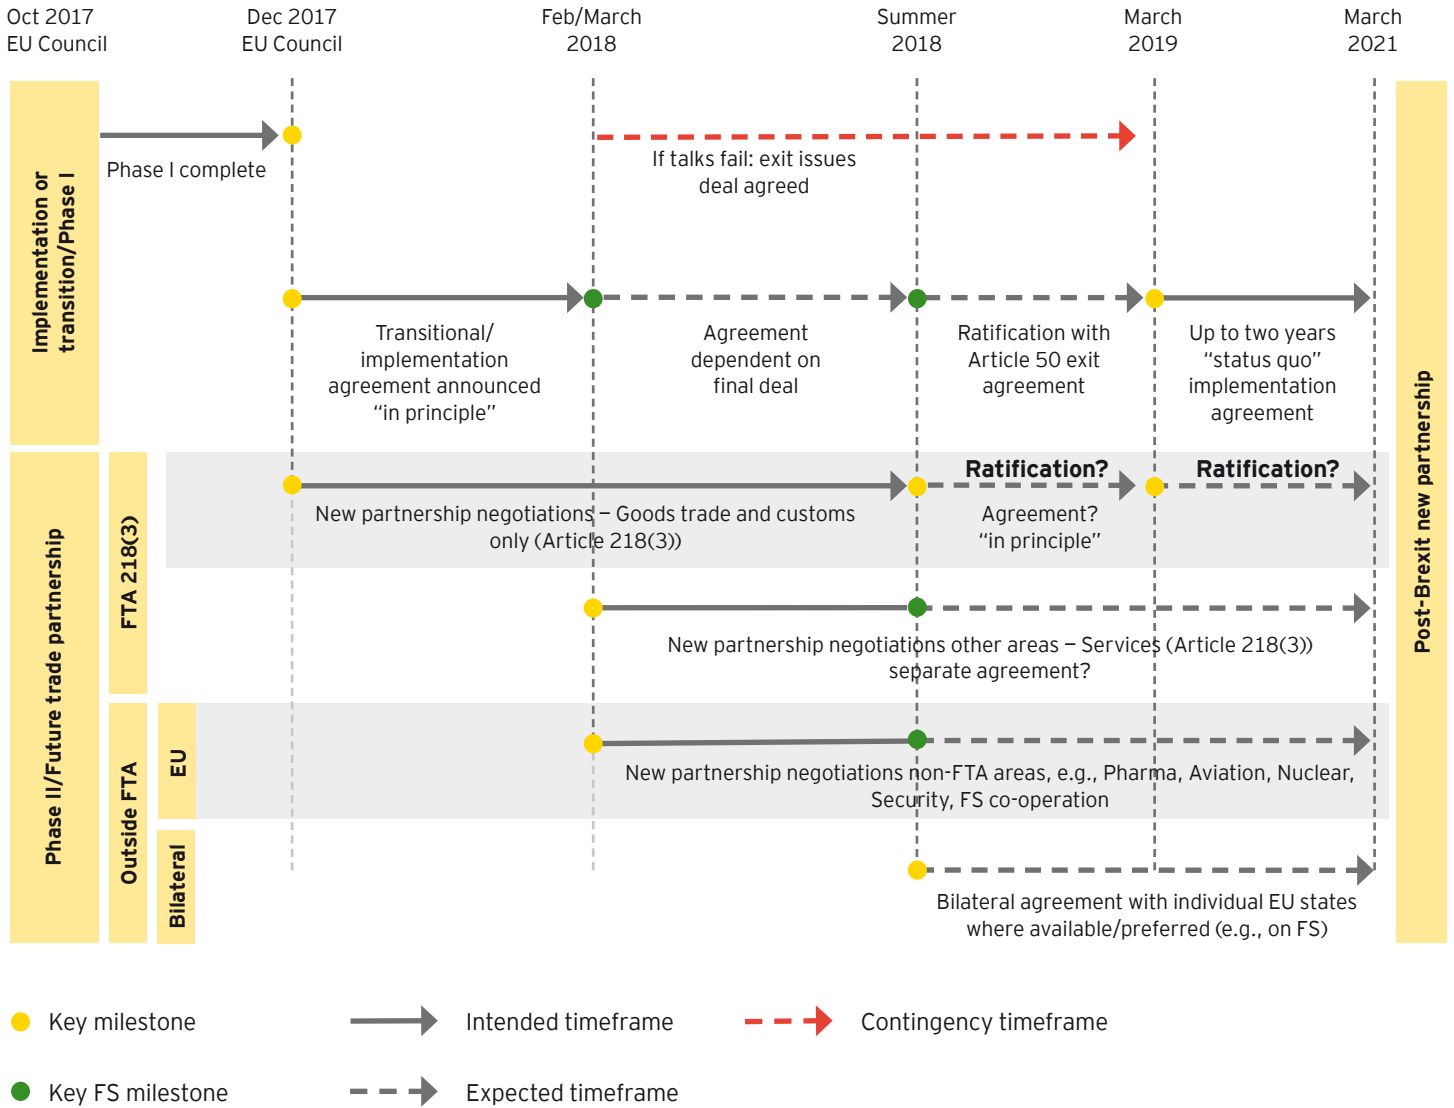 Oct 2017
EU Council
Dec 2017
EU Council
Feb/March
2018
Summer
2018
March
2019
March
2021
Implementation or
transition/Phase I
Phase I complete
If talks fail: exit issues
deal agreed
Transitional/
implementation
agreement announced
“in principle”
Agreement
dependent on
final deal
Ratification with
Article 50 exit
agreement
Up to two years
“status quo”
implementation
agreement
Post-Brexit new partnership
Phase II/Future trade partnership
FTA 218(3)
Ratification?
Ratification?
New partnership negotiations – Goods trade and customs
only (Article 218(3))
Agreement?
“in principle”
New partnership negotiations other areas – Services (Article 218(3))
separate agreement?
Outside FTA
EU
New partnership negotiations non-FTA areas, e.g., Pharma, Aviation, Nuclear,
Security, FS co-operation
Bilateral
Bilateral agreement with individual EU states
where available/preferred (e.g., on FS)
Key milestone
Intended timeframe
Contingency timeframe
Key FS milestone
Expected timeframe